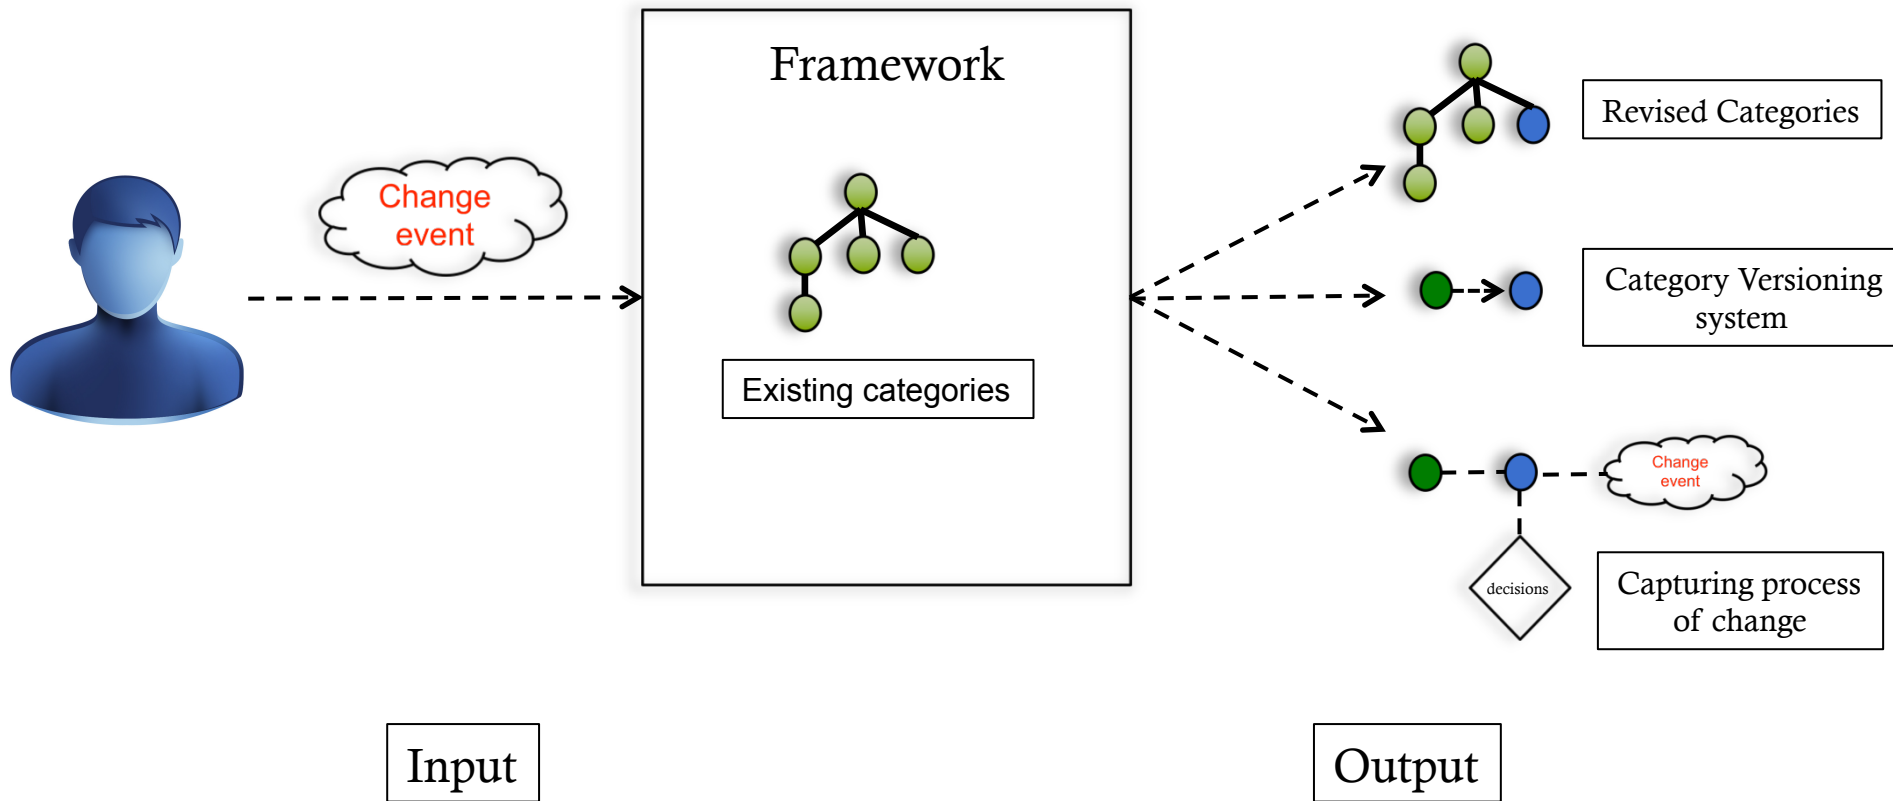 Framework
Change
event
Existing categories
Revised Categories
Category Versioning
system
Change
event
decisions
Capturing process
of change
Input
Output